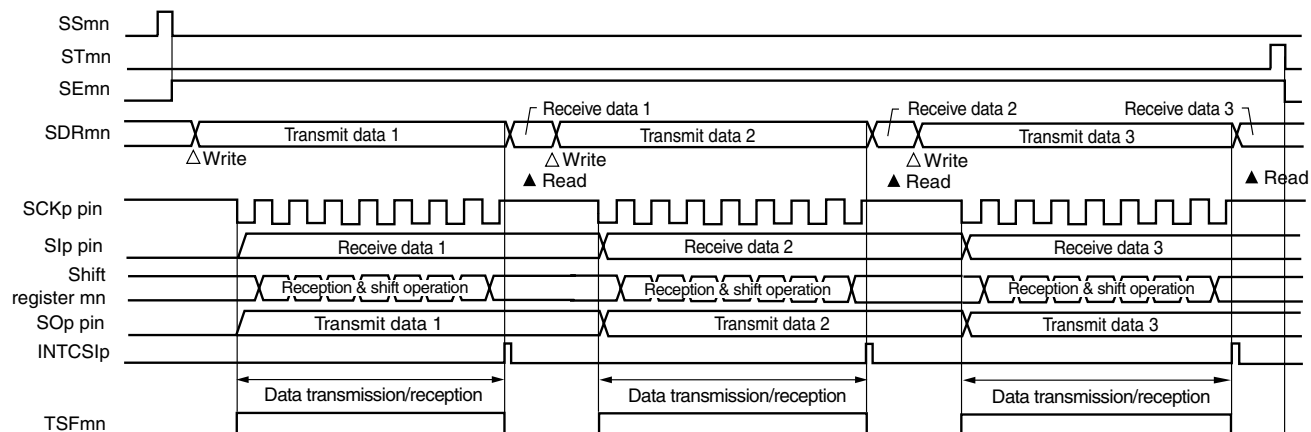 SSmn
STmn
SEmn
Receive data 1 Receive data 2 Receive data 3
SDRmn Transmit data 1 Transmit data 2 Transmit data 3
△Write △ Write △ Write
▲ Read ▲ Read ▲ Read
SCKp pin
SIp pin Receive data 1 Receive data 2 Receive data 3
Shift
register mn Reception & shift operation Reception & shift operation Reception & shift operation
SOp pin Transmit data 1 Transmit data 2 Transmit data 3
INTCSIp
Data transmission/reception Data transmission/reception Data transmission/reception
TSFmn